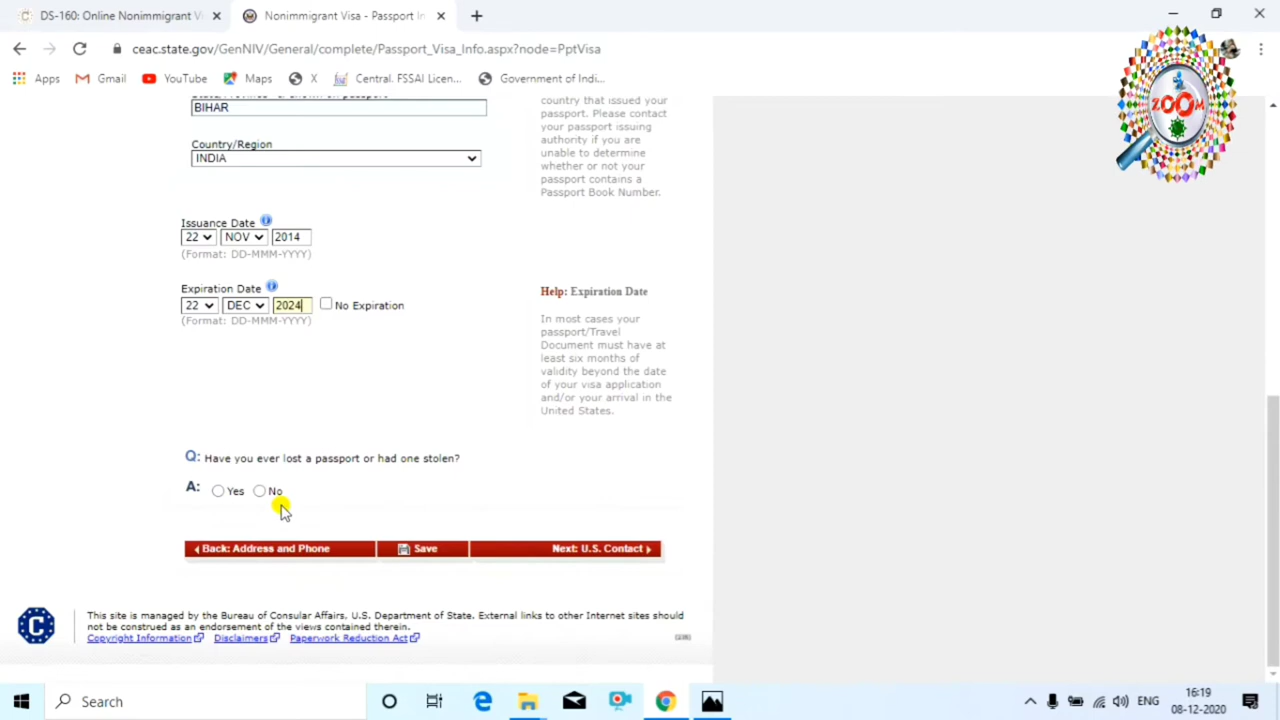 DS-160: Online Nonimmigrant V
Nonimmigrant Visa - Passport In
ceac.state.gov/GenNIV/General/complete/Passport_Visa_Info.aspx?node=PptVisa
Apps
Gmail
YouTube
Maps
X
Central. FSSAI Licen...
Government of Indi...
ZOOM
BIHAR
Country/Region
INDIA
country that issued your
passport. Please contact
your passport issuing
authority if you are
unable to determine
whether or not your
passport contains a
Passport Book Number.
Issuance Date
22 NOV 2014
(Format: DD-MMM-YYYY)
Expiration Date
22 DEC 2024 No Expiration
(Format: DD-MMM-YYYY)
Help: Expiration Date
In most cases your
passport/Travel
Document must have at
least six months of
validity beyond the date
of your visa application
and/or your arrival in the
United States.
Q: Have you ever lost a passport or had one stolen?
A: Yes No
Back: Address and Phone
Save
Next: U.S. Contact
This site is managed by the Bureau of Consular Affairs, U.S. Department of State. External links to other Internet sites should
not be construed as an endorsement of the views contained therein.
Copyright Information Disclaimers Paperwork Reduction Act
C
Search
ENG
16:19
08-12-2020